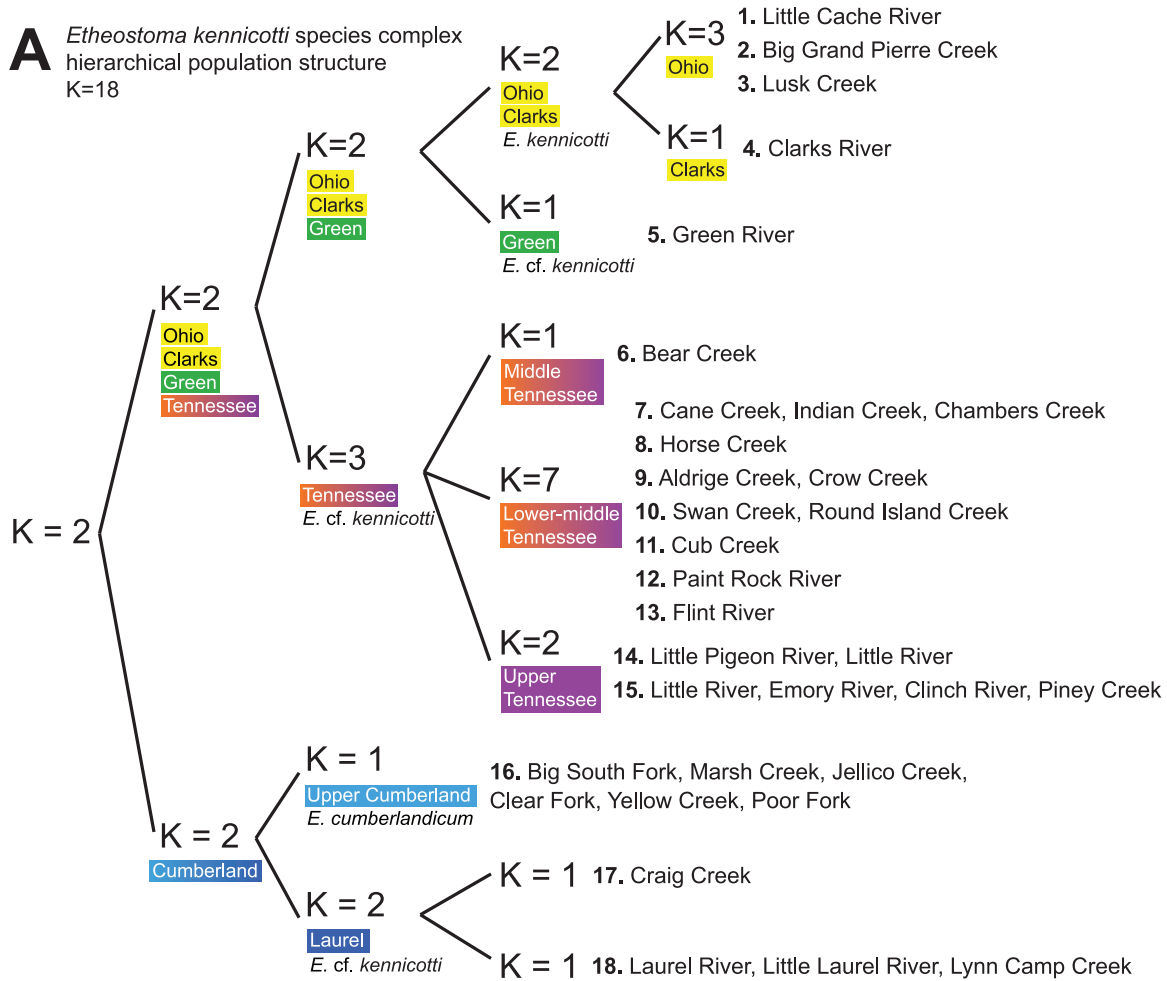 A
Etheostoma kennicotti species complex
hierarchical population structure
K=18
K = 2
K=2
Ohio
Clarks
Green
Tennessee
K=2
Ohio
Clarks
Green
K=2
Ohio
Clarks
E. kennicotti
K=3
Ohio
1. Little Cache River
2. Big Grand Pierre Creek
3. Lusk Creek
K=1
Clarks
4. Clarks River
K=1
Green
E. cf. kennicotti
5. Green River
K=3
Tennessee
E. cf. kennicotti
K=1
Middle
Tennessee
6. Bear Creek
K=7
Lower-middle
Tennessee
7. Cane Creek, Indian Creek, Chambers Creek
8. Horse Creek
9. Aldrige Creek, Crow Creek
10. Swan Creek, Round Island Creek
11. Cub Creek
12. Paint Rock River
13. Flint River
K=2
Upper
Tennessee
14. Little Pigeon River, Little River
15. Little River, Emory River, Clinch River, Piney Creek
K = 2
Cumberland
K = 1
Upper Cumberland
E. cumberlandicum
16. Big South Fork, Marsh Creek, Jellico Creek,
Clear Fork, Yellow Creek, Poor Fork
K = 2
Laurel
E. cf. kennicotti
K = 1
17. Craig Creek
K = 1
18. Laurel River, Little Laurel River, Lynn Camp Creek